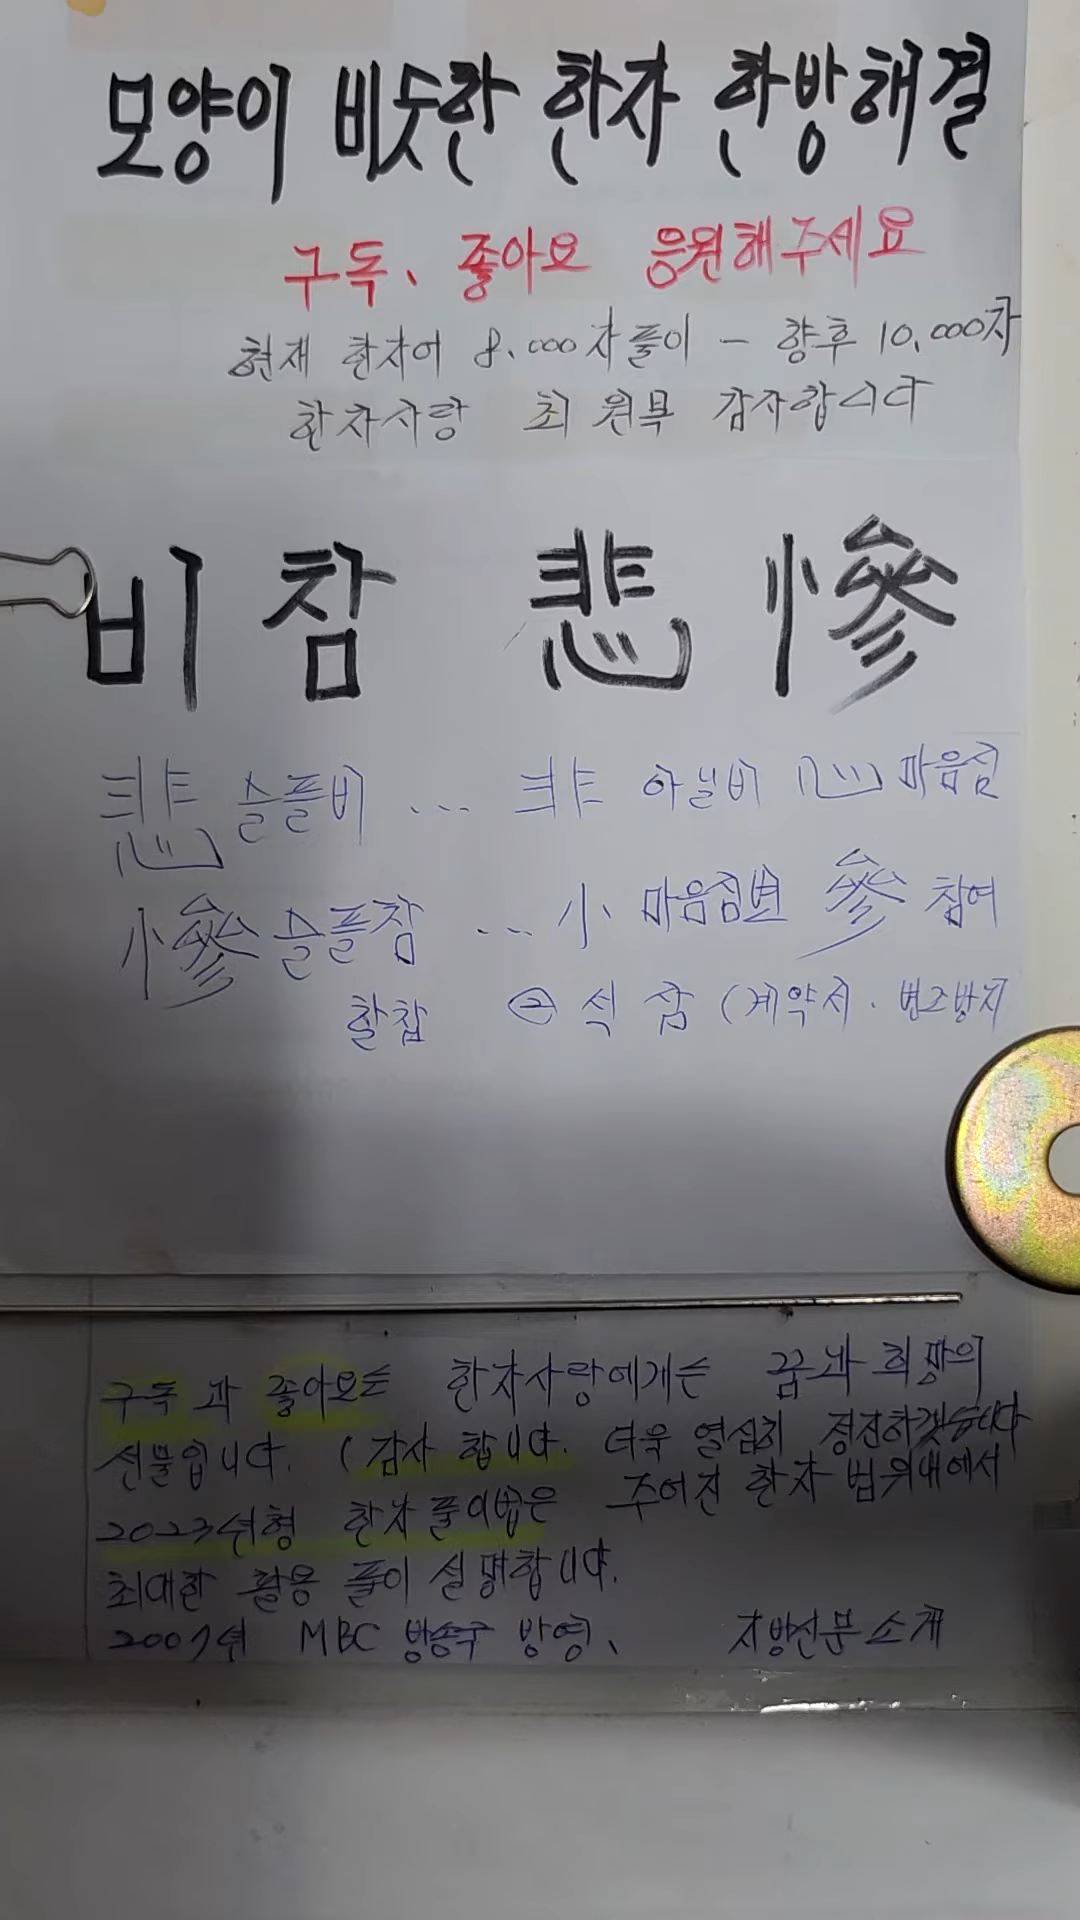 모양이 비슷한 한자 한방해결
구독、 좋아요 응원해주세요
현재 한자어 8,000자풀이 - 향후 10,000자
한자사랑 최원복 감사합니다
비참 悲慘
悲 슬플비 ... 非 아닐비 心 마음심
慘 슬플참 ... 忄 마음심변 參 참여
할참 ② 석 삼 (계약서 · 변조방지
구독과 좋아요는 한자사랑에게는 꿈과 희망의
선물입니다. (감사 합니다. 더욱 열심히 정진하겠습니다
2023년형 한자풀이법은 주어진 한자 범위내에서
최대한 활용 풀이 설명합니다.
2007년 MBC 방송국 방영、 지방신문소개